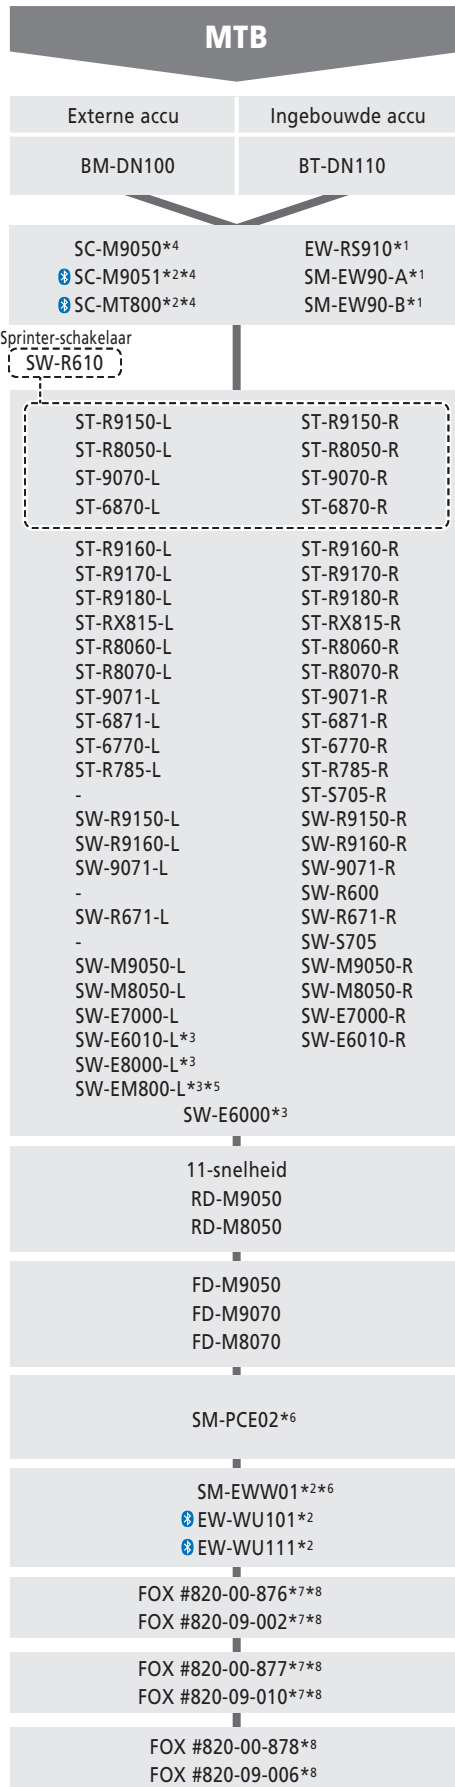 MTB
Externe accu Ingebouwde accu
BM-DN100 BT-DN110
SC-M9050*4 EW-RS910*1
SC-M9051*2*4 SM-EW90-A*1
SC-MT800*2*4 SM-EW90-B*1
Sprinter-schakelaar
SW-R610
ST-R9150-L ST-R9150-R
ST-R8050-L ST-R8050-R
ST-9070-L ST-9070-R
ST-6870-L ST-6870-R
ST-R9160-L ST-R9160-R
ST-R9170-L ST-R9170-R
ST-R9180-L ST-R9180-R
ST-RX815-L ST-RX815-R
ST-R8060-L ST-R8060-R
ST-R8070-L ST-R8070-R
ST-9071-L ST-9071-R
ST-6871-L ST-6871-R
ST-6770-L ST-6770-R
ST-R785-L ST-R785-R
- ST-S705-R
SW-R9150-L SW-R9150-R
SW-R9160-L SW-R9160-R
SW-9071-L SW-9071-R
- SW-R600
SW-R671-L SW-R671-R
- SW-S705
SW-M9050-L SW-M9050-R
SW-M8050-L SW-M8050-R
SW-E7000-L SW-E7000-R
SW-E6010-L*3 SW-E6010-R
SW-E8000-L*3
SW-EM800-L*3*5
SW-E6000*3
11-snelheid
RD-M9050
RD-M8050
FD-M9050
FD-M9070
FD-M8070
SM-PCE02*6
SM-EWW01*2*6
EW-WU101*2
EW-WU111*2
FOX #820-00-876*7*8
FOX #820-09-002*7*8
FOX #820-00-877*7*8
FOX #820-09-010*7*8
FOX #820-00-878*8
FOX #820-09-006*8